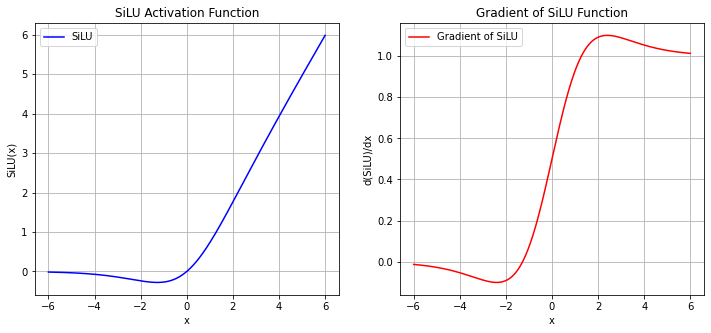 SiLU Activation Function
SiLU
6
5
4
3
2
1
0
SiLU(x)
−6 −4 −2 0 2 4 6
x
Gradient of SiLU Function
Gradient of SiLU
1.0
0.8
0.6
0.4
0.2
0.0
d(SiLU)/dx
−6 −4 −2 0 2 4 6
x